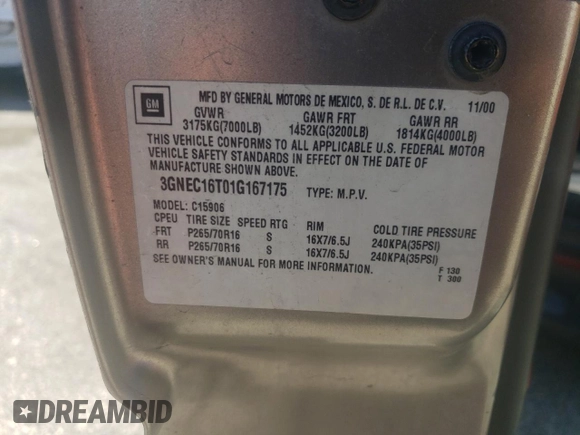 GM
MFD BY GENERAL MOTORS DE MEXICO, S. DE R.L. DE C.V. 11/00
GVWR GAWR FRT GAWR RR
3175KG(7000LB) 1452KG(3200LB) 1814KG(4000LB)
THIS VEHICLE CONFORMS TO ALL APPLICABLE U.S. FEDERAL MOTOR
VEHICLE SAFETY STANDARDS IN EFFECT ON THE DATE OF
MANUFACTURE SHOWN ABOVE.
3GNEC16T01G167175 TYPE: M.P.V.
MODEL: C15906
CPEU TIRE SIZE SPEED RTG RIM COLD TIRE PRESSURE
FRT P265/70R16 S 16X7/6.5J 240KPA(35PSI)
RR P265/70R16 S 16X7/6.5J 240KPA(35PSI)
SEE OWNER'S MANUAL FOR MORE INFORMATION.
F 130
T 300
DREAMBID